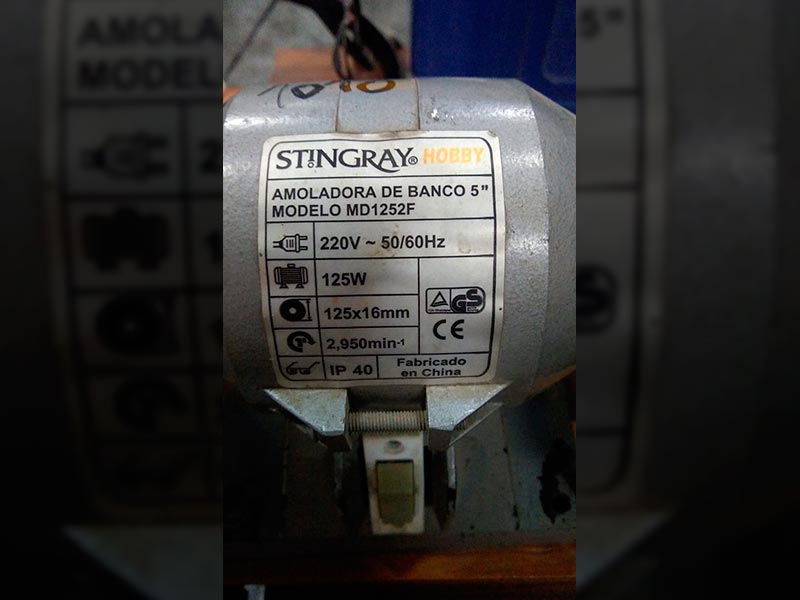 STINGRAY® HOBBY
AMOLADORA DE BANCO 5"
MODELO MD1252F
220V ~ 50/60Hz
125W
125x16mm
GS
CE
2,950min-1
IP 40
Fabricado
en China